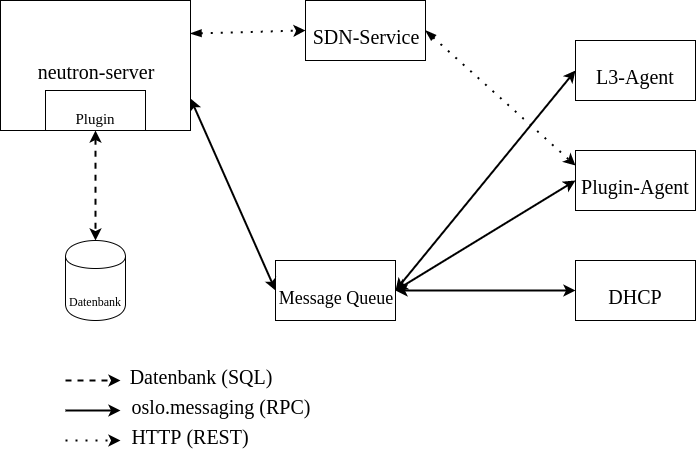 SDN-Service
neutron-server
L3-Agent
Plugin
Plugin-Agent
Datenbank
Message Queue
DHCP
Datenbank (SQL)
oslo.messaging (RPC)
HTTP (REST)